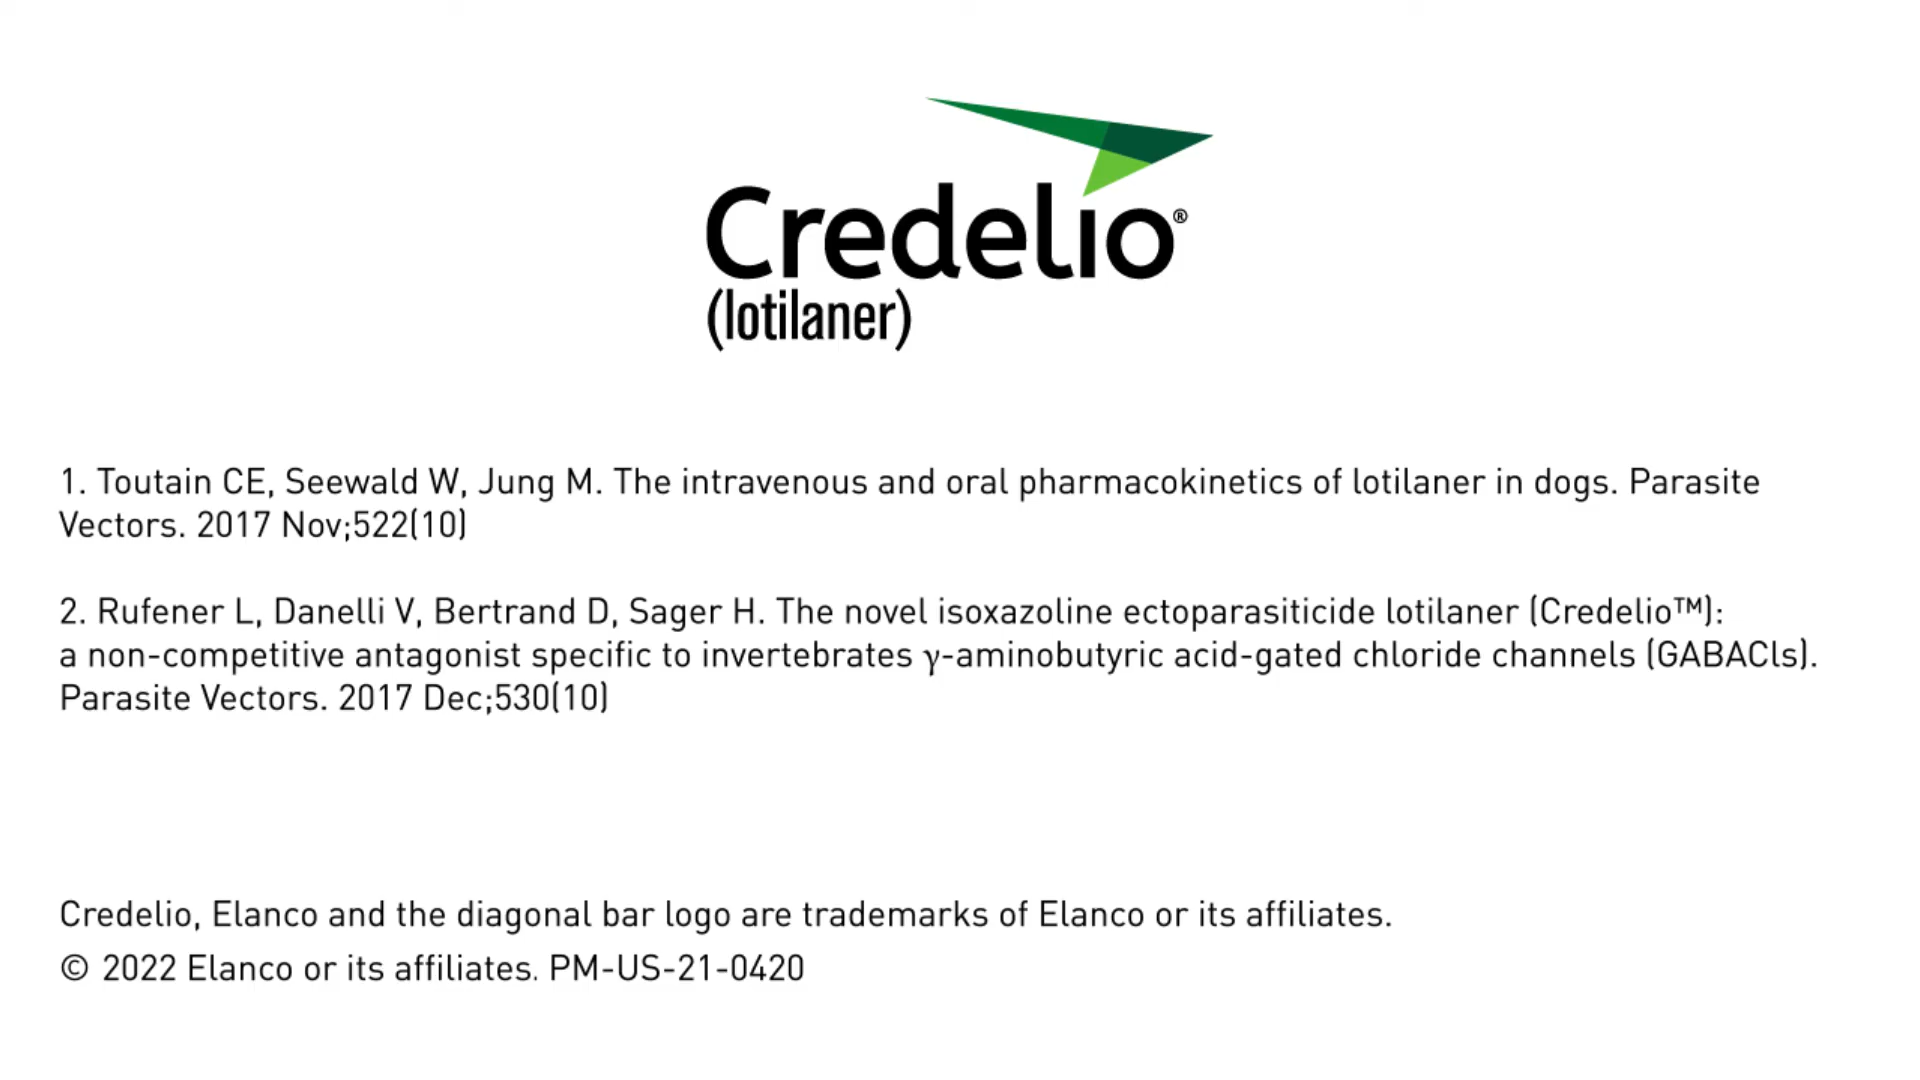 Credelio®
(lotilaner)
1. Toutain CE, Seewald W, Jung M. The intravenous and oral pharmacokinetics of lotilaner in dogs. Parasite
Vectors. 2017 Nov;522(10)
2. Rufener L, Danelli V, Bertrand D, Sager H. The novel isoxazoline ectoparasiticide lotilaner (Credelio™):
a non-competitive antagonist specific to invertebrates γ-aminobutyric acid-gated chloride channels (GABACls).
Parasite Vectors. 2017 Dec;530(10)
Credelio, Elanco and the diagonal bar logo are trademarks of Elanco or its affiliates.
© 2022 Elanco or its affiliates. PM-US-21-0420